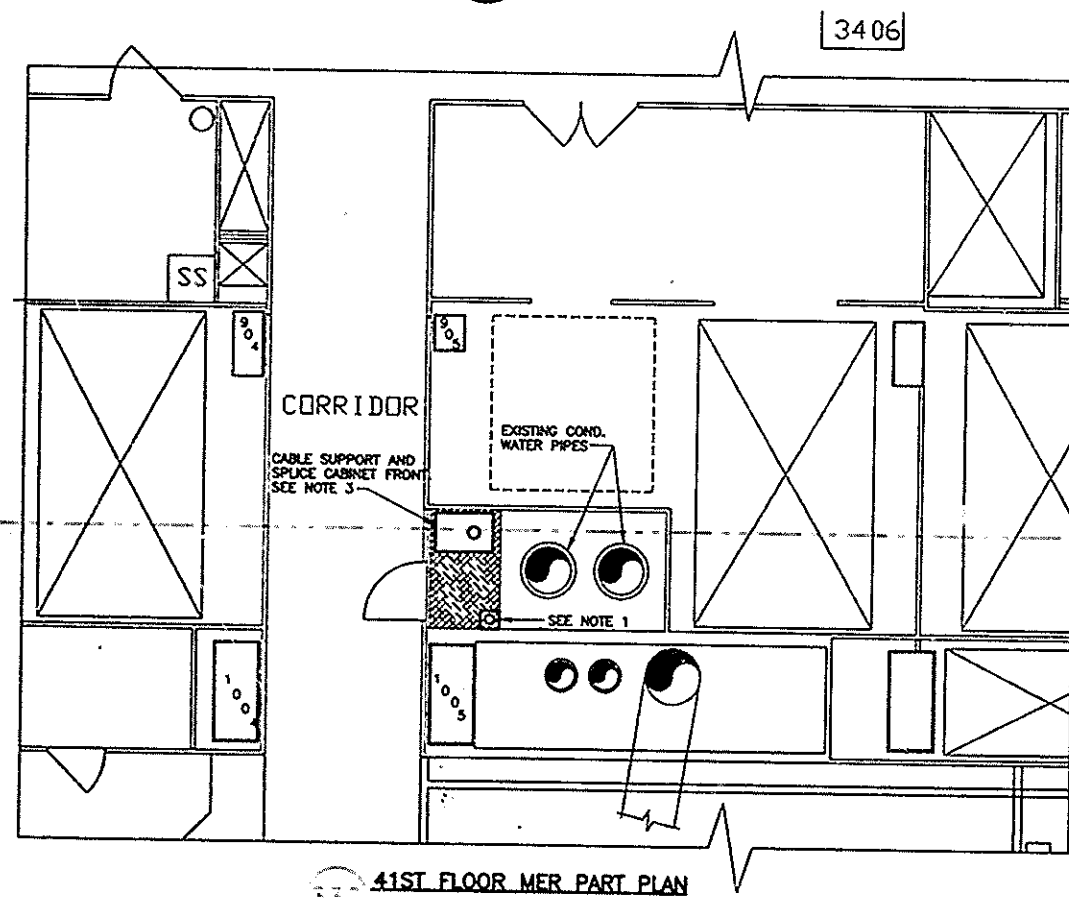 3406
SS
904
905
CORRIDOR
EXISTING COND.
WATER PIPES
CABLE SUPPORT AND
SPLICE CABINET FRONT
SEE NOTE 3
SEE NOTE 1
1004
1005
41ST FLOOR MER PART PLAN